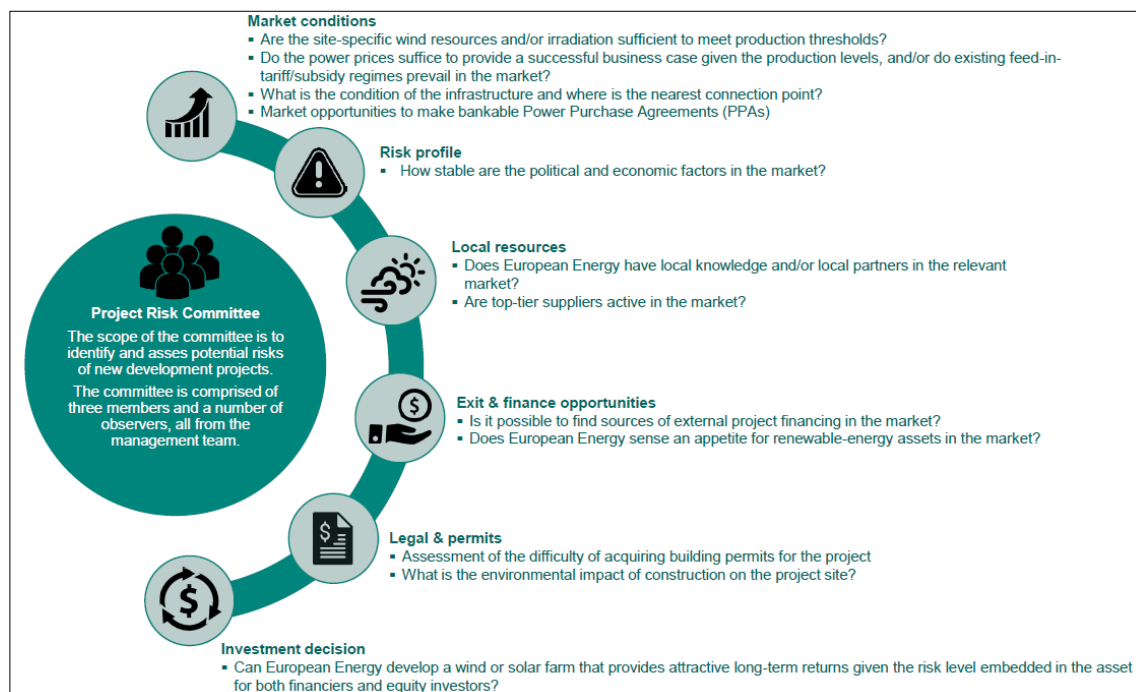 Market conditions
▪ Are the site-specific wind resources and/or irradiation sufficient to meet production thresholds?
▪ Do the power prices suffice to provide a successful business case given the production levels, and/or do existing feed-in-
tariff/subsidy regimes prevail in the market?
▪ What is the condition of the infrastructure and where is the nearest connection point?
▪ Market opportunities to make bankable Power Purchase Agreements (PPAs)
Risk profile
▪ How stable are the political and economic factors in the market?
Local resources
▪ Does European Energy have local knowledge and/or local partners in the relevant
market?
▪ Are top-tier suppliers active in the market?
Project Risk Committee
The scope of the committee is to
identify and asses potential risks
of new development projects.
The committee is comprised of
three members and a number of
observers, all from the
management team.
$
Exit & finance opportunities
▪ Is it possible to find sources of external project financing in the market?
▪ Does European Energy sense an appetite for renewable-energy assets in the market?
$
Legal & permits
▪ Assessment of the difficulty of acquiring building permits for the project
▪ What is the environmental impact of construction on the project site?
$
Investment decision
▪ Can European Energy develop a wind or solar farm that provides attractive long-term returns given the risk level embedded in the asset
for both financiers and equity investors?